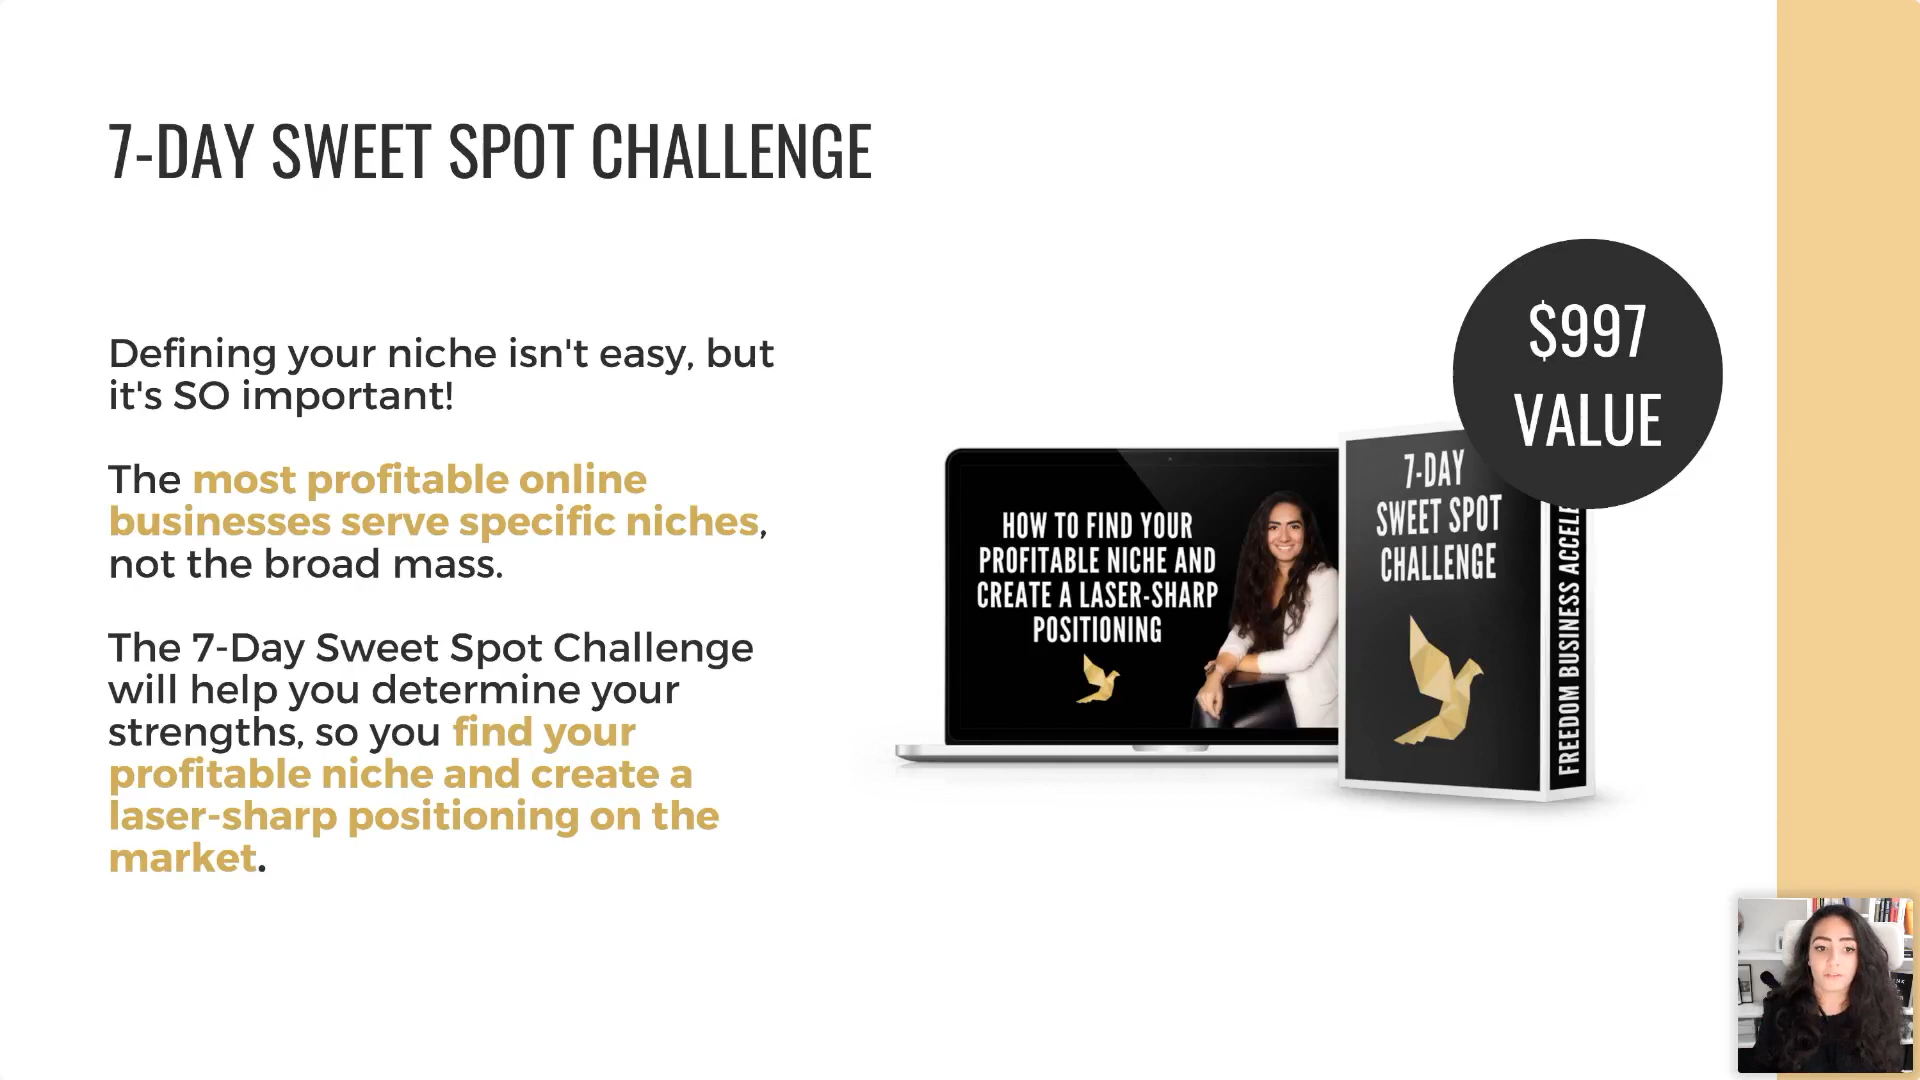 7-DAY SWEET SPOT CHALLENGE
Defining your niche isn't easy, but
it's SO important!
The most profitable online
businesses serve specific niches,
not the broad mass.
The 7-Day Sweet Spot Challenge
will help you determine your
strengths, so you find your
profitable niche and create a
laser-sharp positioning on the
market.
$997
VALUE
HOW TO FIND YOUR
PROFITABLE NICHE AND
CREATE A LASER-SHARP
POSITIONING
7-DAY
SWEET SPOT
CHALLENGE
FREEDOM BUSINESS